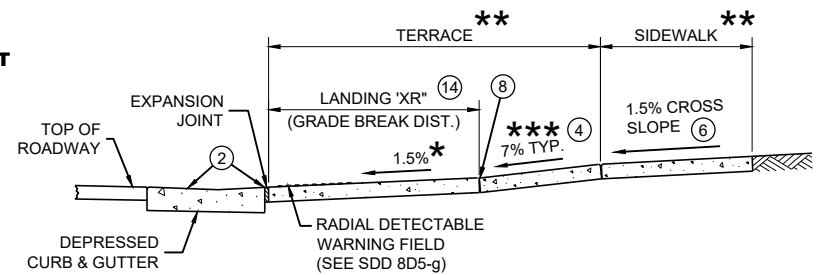 T
TERRACE **
SIDEWALK **
LANDING 'XR" 14
(GRADE BREAK DIST.)
8
EXPANSION
JOINT
1.5% CROSS
SLOPE 6
*** 4
7% TYP.
TOP OF
ROADWAY
2
1.5% *
DEPRESSED
CURB & GUTTER
RADIAL DETECTABLE
WARNING FIELD
(SEE SDD 8D5-g)